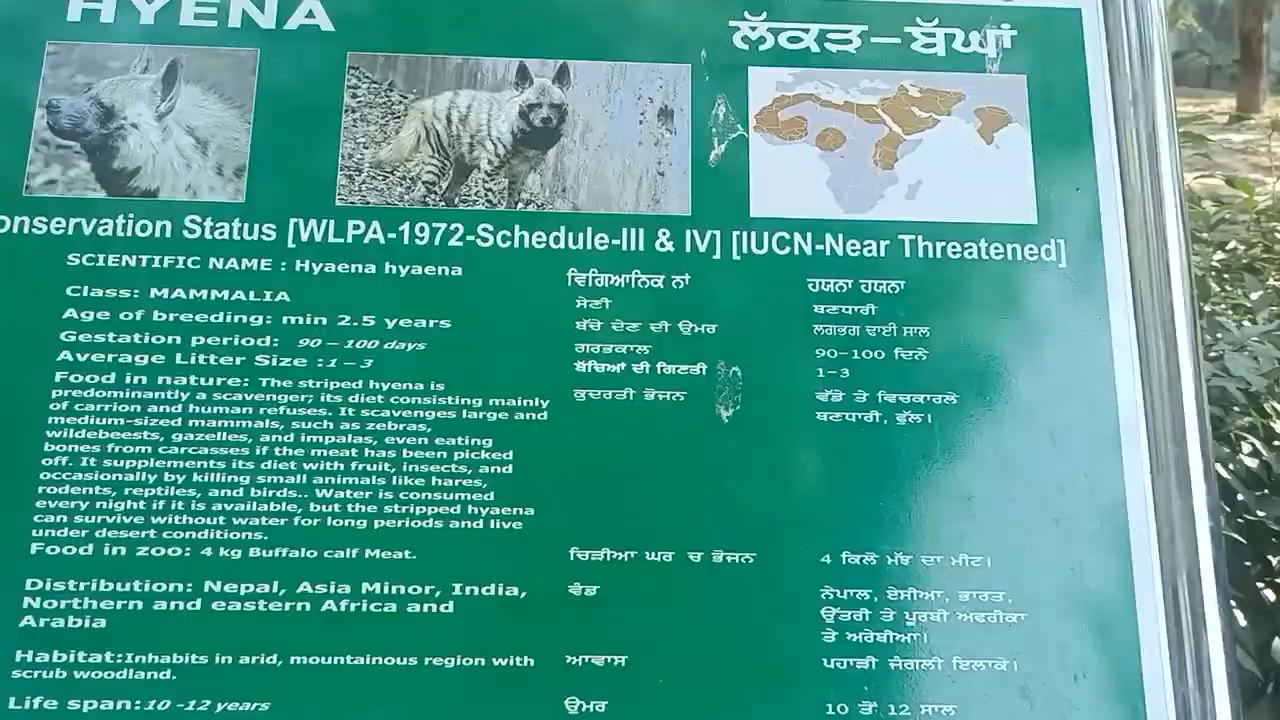 HYENA
ਲੱਕੜ-ਬੱਘਾਂ
onservation Status [WLPA-1972-Schedule-III & IV] [IUCN-Near Threatened]
SCIENTIFIC NAME : Hyaena hyaena
ਵਿਗਿਆਨਿਕ ਨਾਂ
ਹਯਨਾ ਹਯਨਾ
Class: MAMMALIA
ਸੇਣੀ
ਥਣਧਾਰੀ
Age of breeding: min 2.5 years
ਬੱਚੇ ਦੇਣ ਦੀ ਉਮਰ
ਲਗਭਗ ਢਾਈ ਸਾਲ
Gestation period: 90 – 100 days
ਗਰਭਕਾਲ
90-100 ਦਿਨੇ
Average Litter Size :1 – 3
ਬੱਚਿਆਂ ਦੀ ਗਿਣਤੀ
1-3
Food in nature: The striped hyena is
predominantly a scavenger; its diet consisting mainly
of carrion and human refuses. It scavenges large and
medium-sized mammals, such as zebras,
wildebeests, gazelles, and impalas, even eating
bones from carcasses if the meat has been picked
off. It supplements its diet with fruit, insects, and
occasionally by killing small animals like hares,
rodents, reptiles, and birds.. Water is consumed
every night if it is available, but the stripped hyaena
can survive without water for long periods and live
under desert conditions.
ਕੁਦਰਤੀ ਭੋਜਨ
ਵੱਡੇ ਤੇ ਵਿਚਕਾਰਲੇ
ਥਣਧਾਰੀ, ਫੁੱਲ।
Food in zoo: 4 kg Buffalo calf Meat.
ਚਿੜੀਆ ਘਰ ਚ ਭੋਜਨ
4 ਕਿਲੋ ਮੱਝ ਦਾ ਮੀਟ।
Distribution: Nepal, Asia Minor, India,
Northern and eastern Africa and
Arabia
ਵੰਡ
ਨੇਪਾਲ, ਏਸੀਆ, ਭਾਰਤ,
ਉੱਤਰੀ ਤੇ ਪੂਰਬੀ ਅਫਰੀਕਾ
ਤੇ ਅਰੇਬੀਆ।
Habitat:Inhabits in arid, mountainous region with
scrub woodland.
ਆਵਾਸ
ਪਹਾੜੀ ਜੰਗਲੀ ਇਲਾਕੇ।
Life span:10 -12 years
ਉਮਰ
10 ਤੋਂ 12 ਸਾਲ